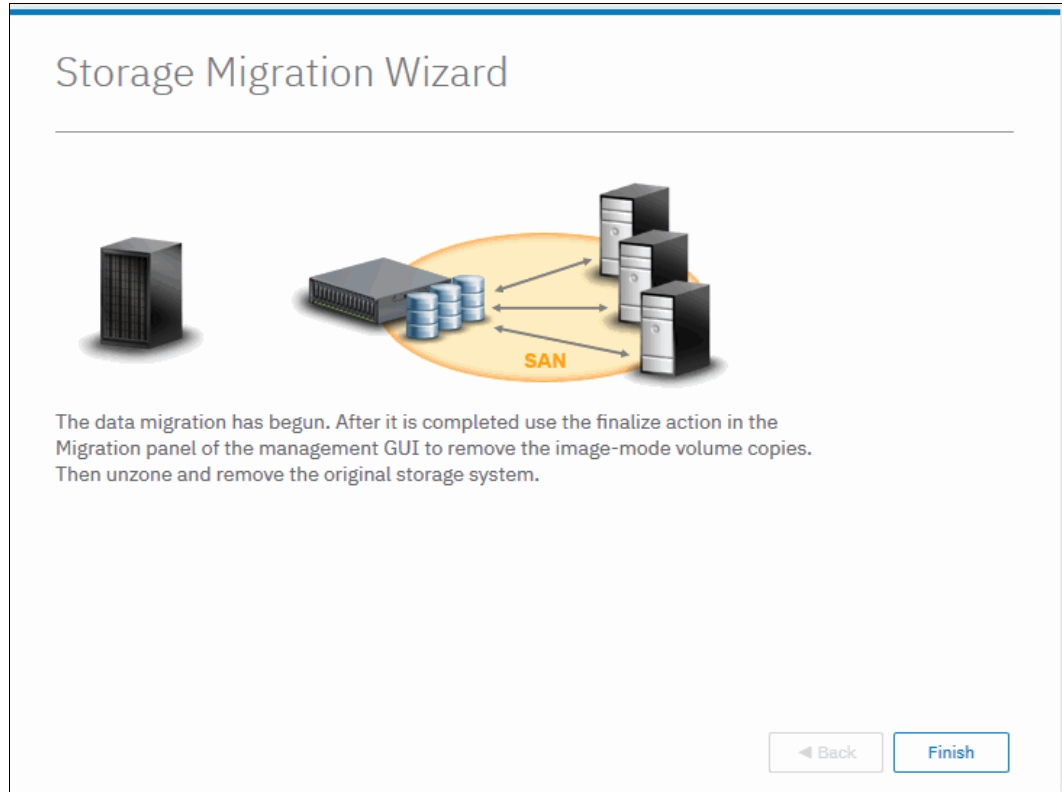 Storage Migration Wizard
SAN
The data migration has begun. After it is completed use the finalize action in the
Migration panel of the management GUI to remove the image-mode volume copies.
Then unzone and remove the original storage system.
◀ Back
Finish